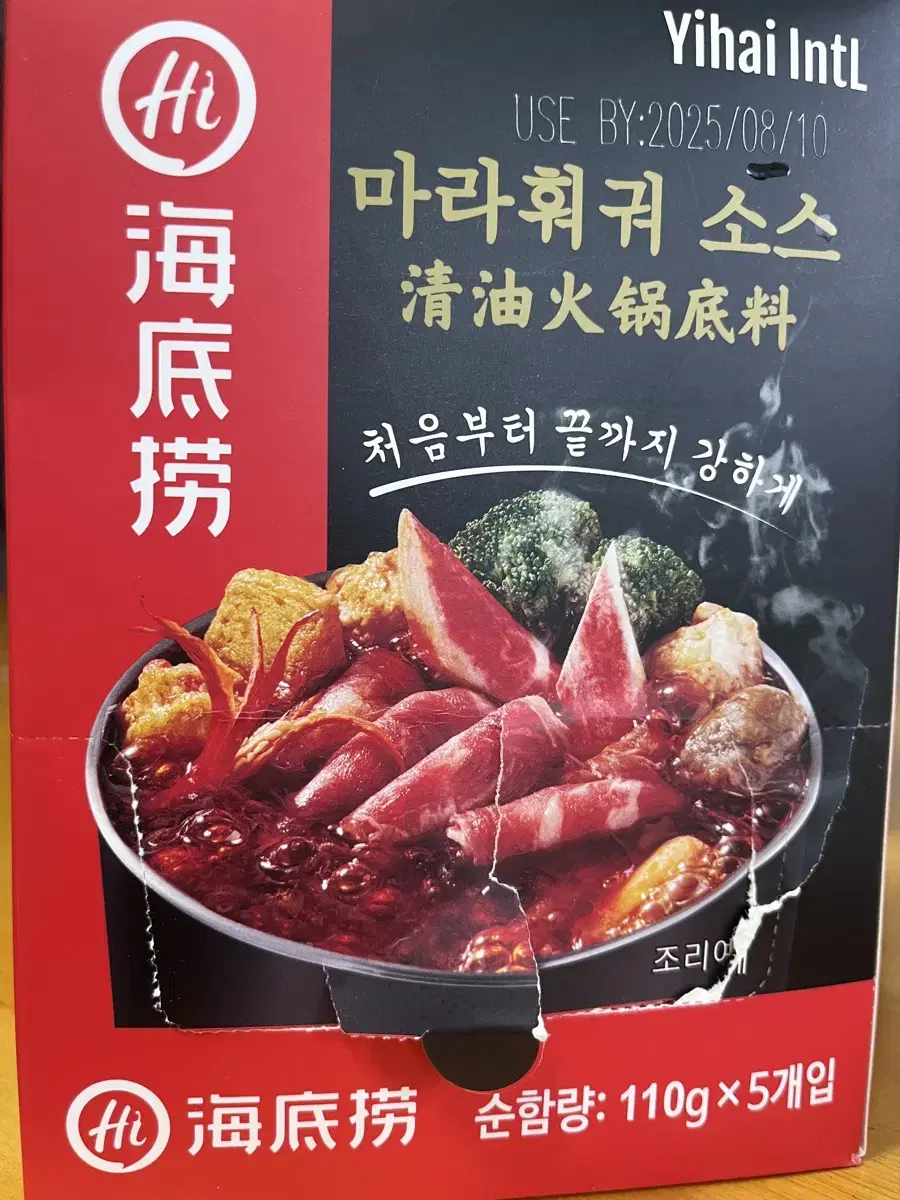 Yihai IntL
USE BY:2025/08/10
Hi
海底捞
마라훠궈 소스
清油火锅底料
처음부터 끝까지 강하게
조리예
Hi 海底捞
순함량: 110g×5개입